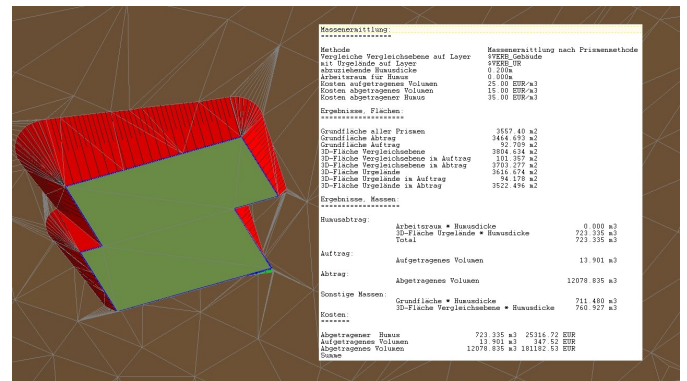 Massenermittlung:
=================
Methode Massenermittlung nach Prismenmethode
Vergleiche Vergleichsebene auf Layer $VERB_Gebäude
mit Urgelände auf Layer $VERB_UR
abzuziehende Humusdicke 0.200m
Arbeitsraum für Humus 0.000m
Kosten aufgetragenes Volumen 25.00 EUR/m3
Kosten abgetragenes Volumen 15.00 EUR/m3
Kosten abgetragener Humus 35.00 EUR/m3
Ergebnisse, Flächen:
====================
Grundfläche aller Prismen 3557.40 m2
Grundfläche Abtrag 3464.693 m2
Grundfläche Auftrag 92.709 m2
3D-Fläche Vergleichsebene 3804.634 m2
3D-Fläche Vergleichsebene im Auftrag 101.357 m2
3D-Fläche Vergleichsebene im Abtrag 3703.277 m2
3D-Fläche Urgelände 3616.674 m2
3D-Fläche Urgelände im Auftrag 94.178 m2
3D-Fläche Urgelände im Abtrag 3522.496 m2
Ergebnisse, Massen:
===================
Humusabtrag:
Arbeitsraum * Humusdicke 0.000 m3
3D-Fläche Urgelände * Humusdicke 723.335 m3
Total 723.335 m3
Auftrag:
Aufgetragenes Volumen 13.901 m3
Abtrag:
Abgetragenes Volumen 12078.835 m3
Sonstige Massen:
Grundfläche * Humusdicke 711.480 m3
3D-Fläche Vergleichsebene * Humusdicke 760.927 m3
Kosten:
=======
Abgetragener Humus 723.335 m3 25316.72 EUR
Aufgetragenes Volumen 13.901 m3 347.52 EUR
Abgetragenes Volumen 12078.835 m3 181182.53 EUR
Summe